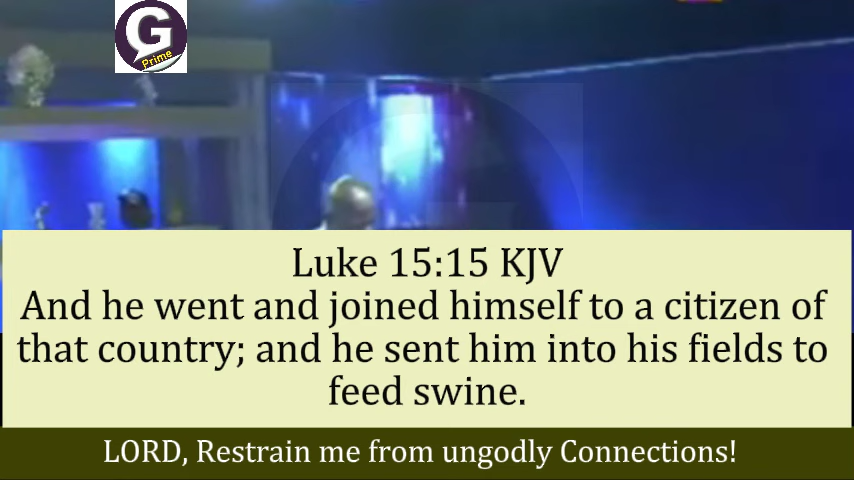 G
Prime
Luke 15:15 KJV
And he went and joined himself to a citizen of
that country; and he sent him into his fields to
feed swine.
LORD, Restrain me from ungodly Connections!